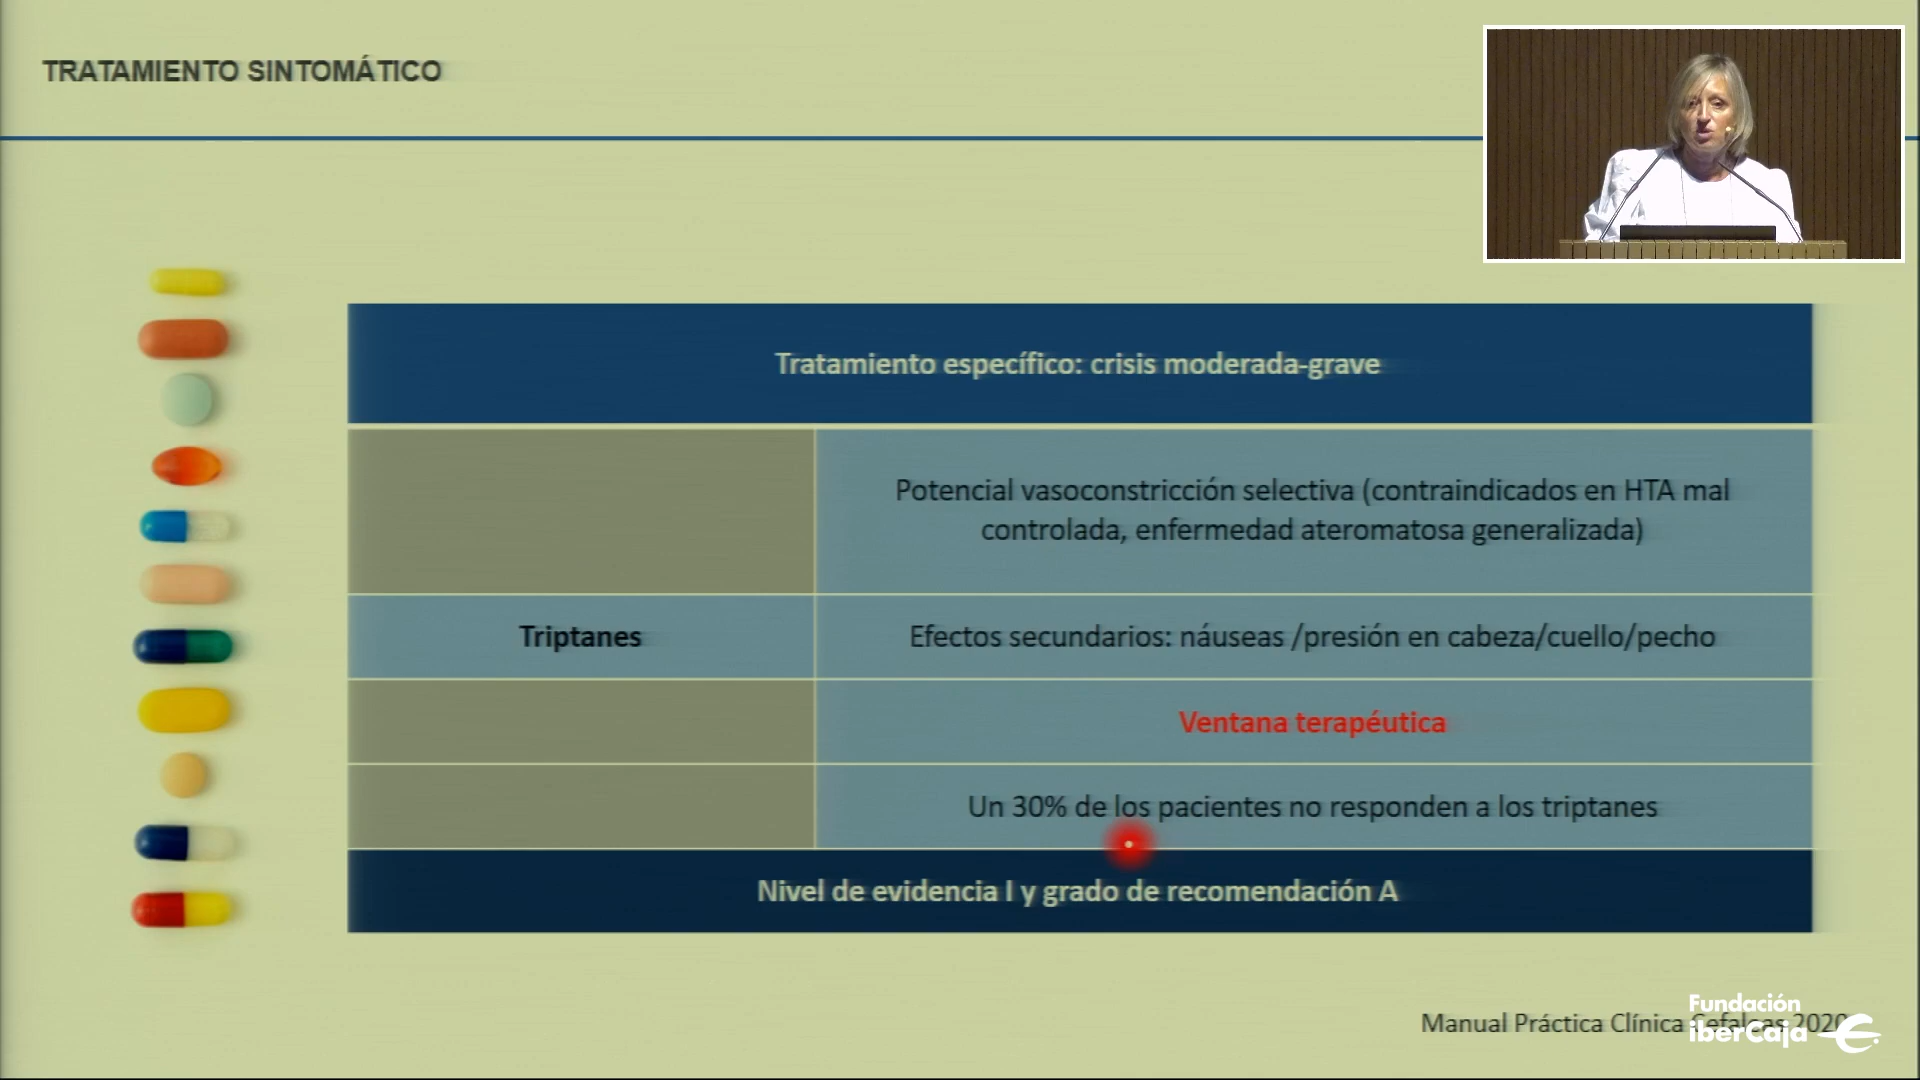 TRATAMIENTO SINTOMÁTICO
Tratamiento específico: crisis moderada-grave
Potencial vasoconstricción selectiva (contraindicados en HTA mal
controlada, enfermedad ateromatosa generalizada)
Triptanes
Efectos secundarios: náuseas /presión en cabeza/cuello/pecho
Ventana terapéutica
Un 30% de los pacientes no responden a los triptanes
Nivel de evidencia I y grado de recomendación A
Manual Práctica Clínica Cefaleas 2020
Fundación
iberCaja